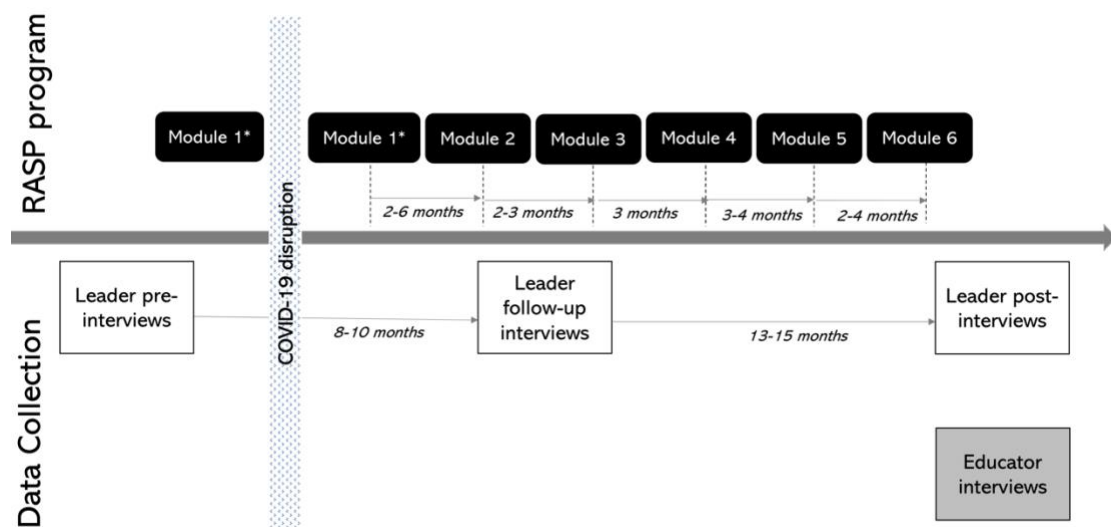 RASP program
Module 1*
Module 1*
Module 2
Module 3
Module 4
Module 5
Module 6
2-6 months
2-3 months
3 months
3-4 months
2-4 months
COVID-19 disruption
Data Collection
Leader pre-
interviews
8-10 months
Leader
follow-up
interviews
13-15 months
Leader post-
interviews
Educator
interviews